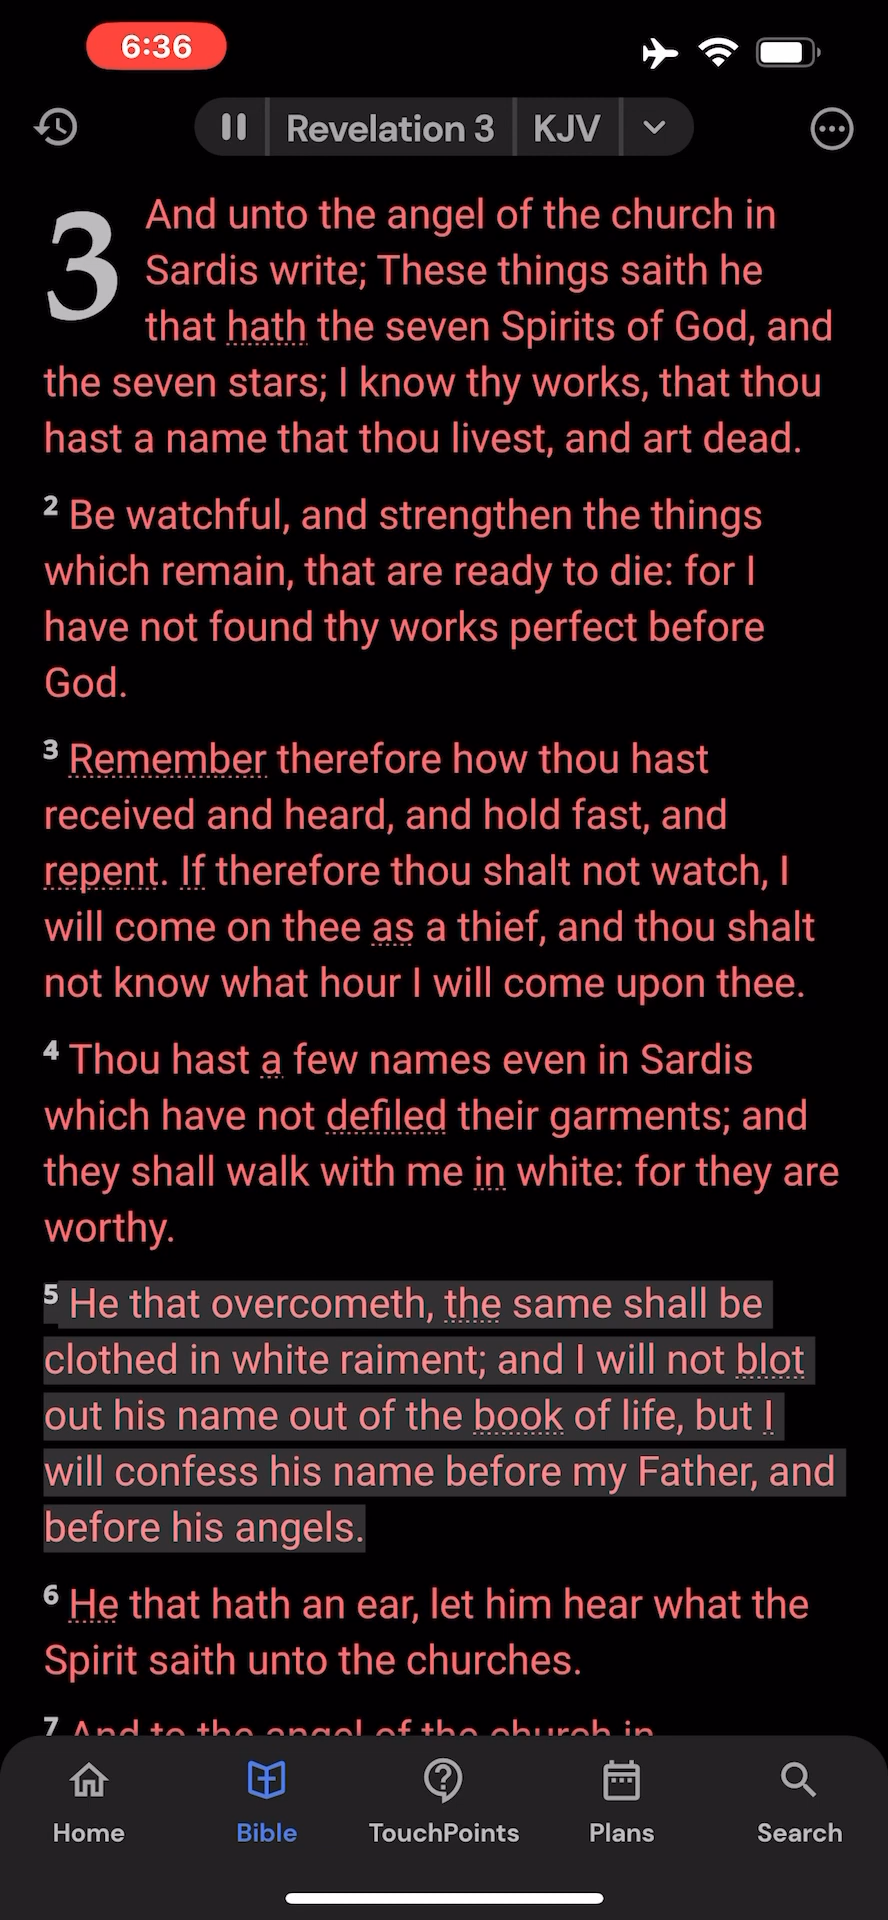 6:36
Revelation 3 KJV
3 And unto the angel of the church in
Sardis write; These things saith he
that hath the seven Spirits of God, and
the seven stars; I know thy works, that thou
hast a name that thou livest, and art dead.
2 Be watchful, and strengthen the things
which remain, that are ready to die: for I
have not found thy works perfect before
God.
3 Remember therefore how thou hast
received and heard, and hold fast, and
repent. If therefore thou shalt not watch, I
will come on thee as a thief, and thou shalt
not know what hour I will come upon thee.
4 Thou hast a few names even in Sardis
which have not defiled their garments; and
they shall walk with me in white: for they are
worthy.
5 He that overcometh, the same shall be
clothed in white raiment; and I will not blot
out his name out of the book of life, but I
will confess his name before my Father, and
before his angels.
6 He that hath an ear, let him hear what the
Spirit saith unto the churches.
7 And to the angel of the church in
Home Bible TouchPoints Plans Search